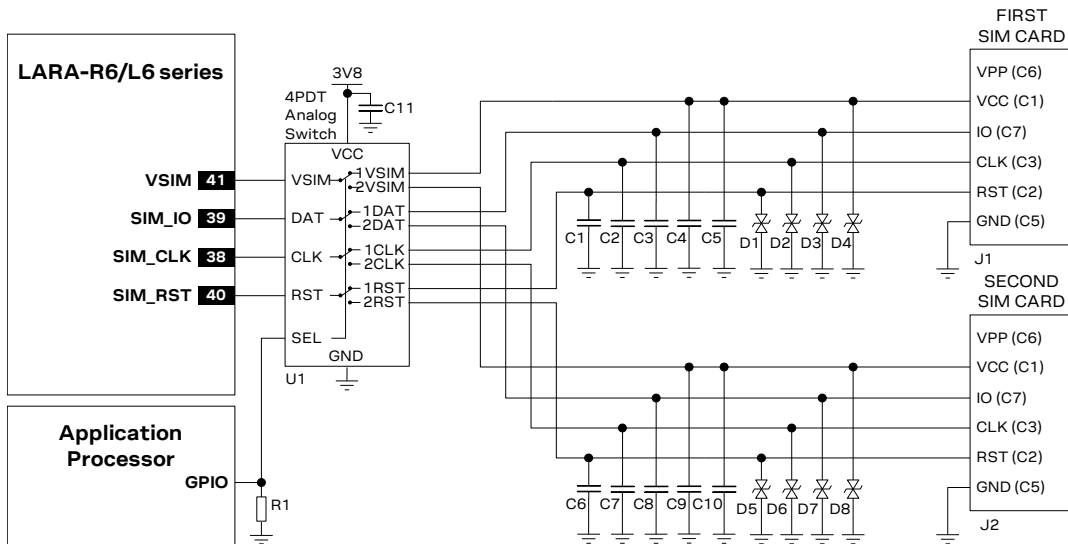 LARA-R6/L6 series
VSIM 41
SIM_IO 39
SIM_CLK 38
SIM_RST 40
Application
Processor
GPIO
R1
3V8
C11
4PDT
Analog
Switch
VCC
VSIM
1VSIM
2VSIM
DAT
1DAT
2DAT
CLK
1CLK
2CLK
RST
1RST
2RST
SEL
GND
U1
FIRST
SIM CARD
VPP (C6)
VCC (C1)
IO (C7)
CLK (C3)
RST (C2)
GND (C5)
C1 C2 C3 C4 C5 D1 D2 D3 D4
J1
SECOND
SIM CARD
VPP (C6)
VCC (C1)
IO (C7)
CLK (C3)
RST (C2)
GND (C5)
C6 C7 C8 C9 C10 D5 D6 D7 D8
J2